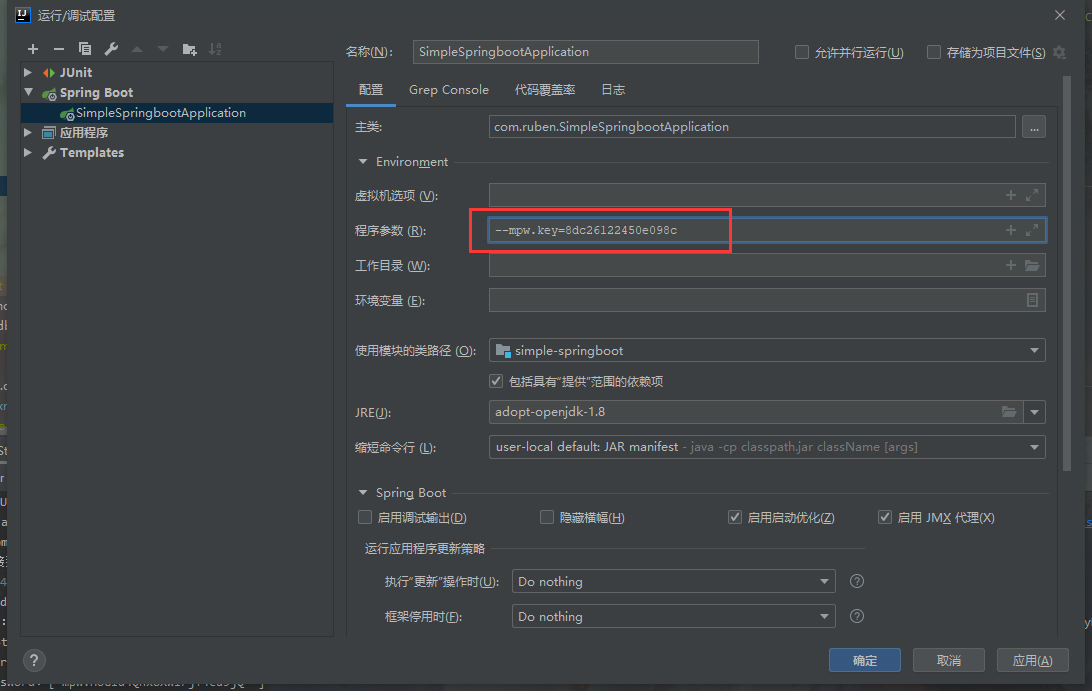 运行/调试配置
JUnit
Spring Boot
SimpleSpringbootApplication
应用程序
Templates
名称(N): SimpleSpringbootApplication 允许并行运行(U) 存储为项目文件(S)
配置 Grep Console 代码覆盖率 日志
主类: com.ruben.SimpleSpringbootApplication ...
Environment
虚拟机选项 (V):
程序参数 (R): --mpw.key=8dc26122450e098c
工作目录 (W):
环境变量 (E):
使用模块的类路径 (O): simple-springboot
包括具有“提供”范围的依赖项
JRE(J): adopt-openjdk-1.8
缩短命令行 (L): user-local default: JAR manifest - java -cp classpath.jar className [args]
Spring Boot
启用调试输出(D) 隐藏横幅(H) 启用启动优化(Z) 启用 JMX 代理(X)
运行应用程序更新策略
执行“更新”操作时(U): Do nothing
框架停用时(F): Do nothing
确定 取消 应用(A)